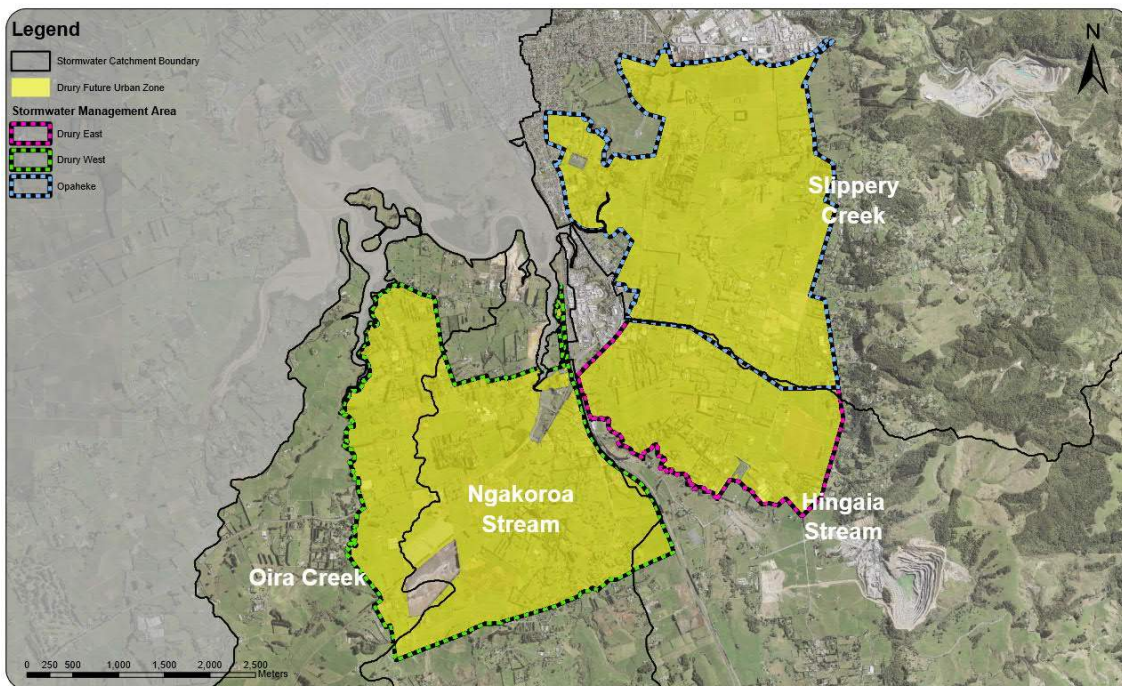 Legend
Stormwater Catchment Boundary
Drury Future Urban Zone
Stormwater Management Area
Drury East
Drury West
Opaheke
N
Slippery
Creek
Ngakoroa
Stream
Hingaia
Stream
Oira Creek
0 250 500 1,000 1,500 2,000 2,500
Meters